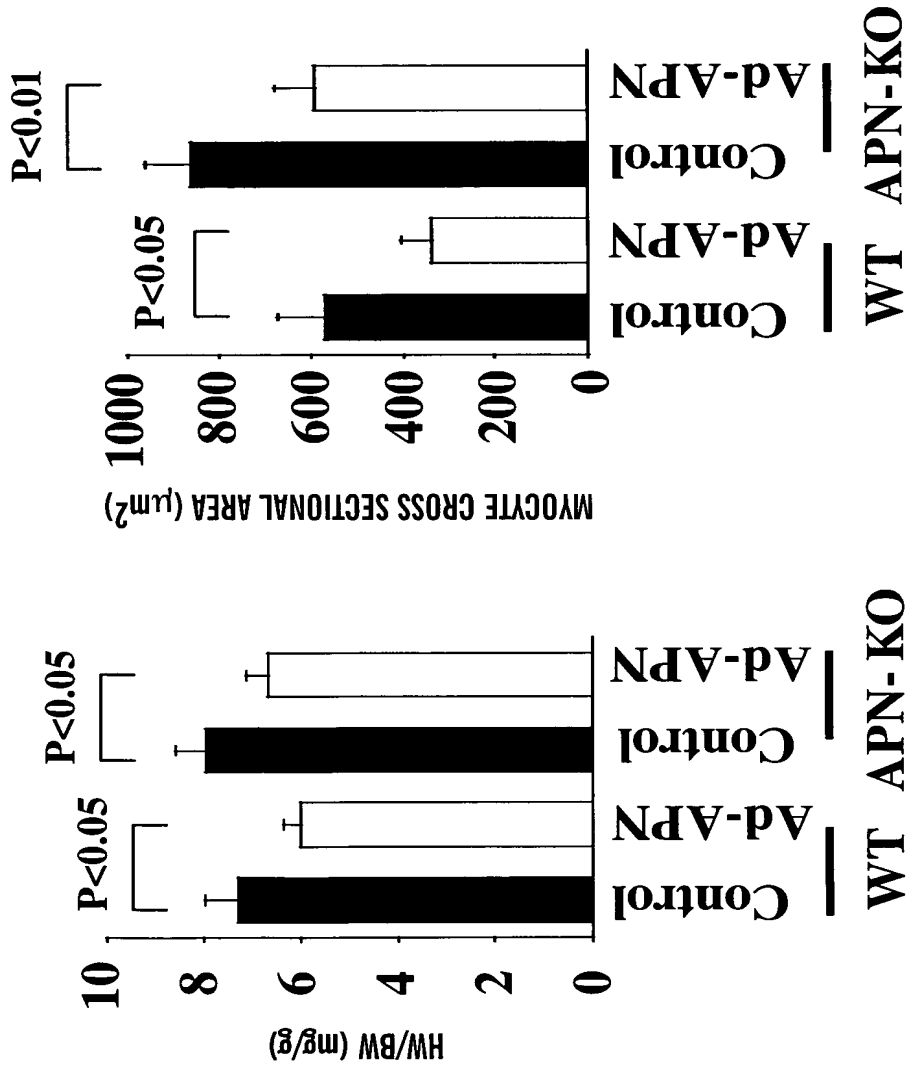 HW/BW (mg/g)
10
8
6
4
2
0
P<0.05
P<0.05
Control
Ad-APN
Control
Ad-APN
WT
APN-KO
MYOCYTE CROSS SECTIONAL AREA (μm²)
1000
800
600
400
200
0
P<0.05
P<0.01
Control
Ad-APN
Control
Ad-APN
WT
APN-KO